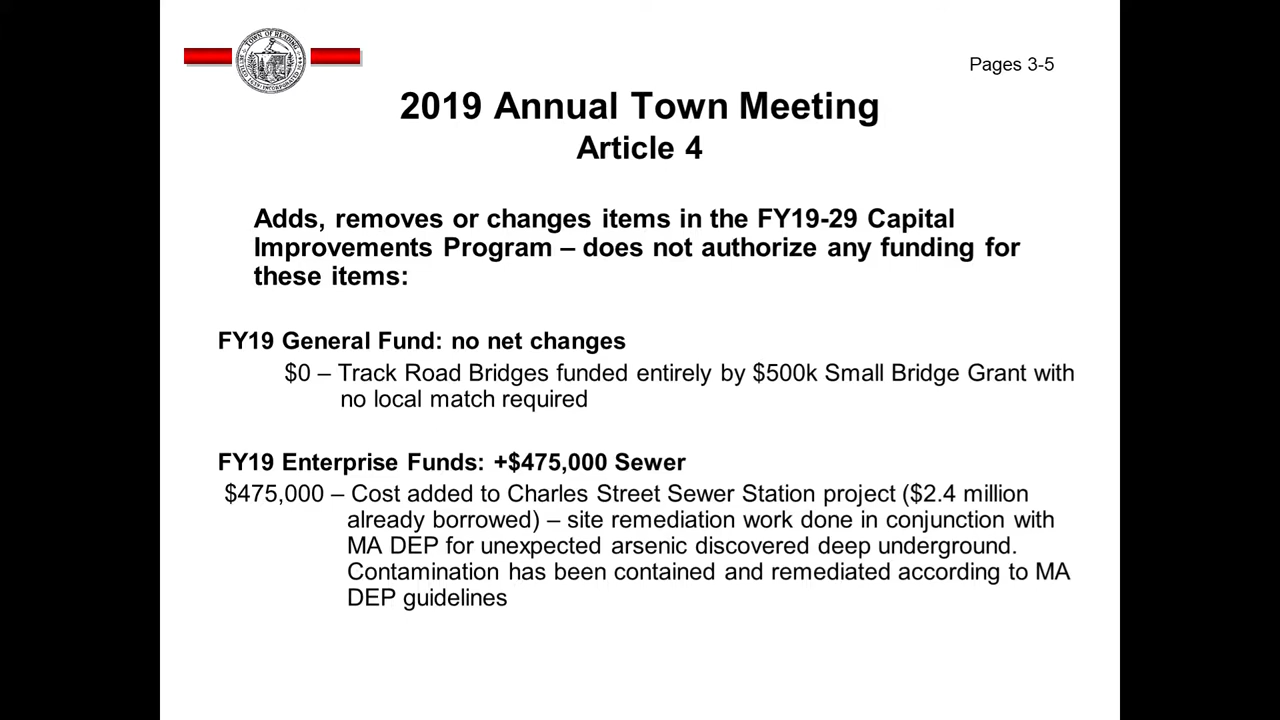 TOWN OF READING
Pages 3-5
2019 Annual Town Meeting
Article 4
Adds, removes or changes items in the FY19-29 Capital
Improvements Program – does not authorize any funding for
these items:
FY19 General Fund: no net changes
$0 – Track Road Bridges funded entirely by $500k Small Bridge Grant with
no local match required
FY19 Enterprise Funds: +$475,000 Sewer
$475,000 – Cost added to Charles Street Sewer Station project ($2.4 million
already borrowed) – site remediation work done in conjunction with
MA DEP for unexpected arsenic discovered deep underground.
Contamination has been contained and remediated according to MA
DEP guidelines